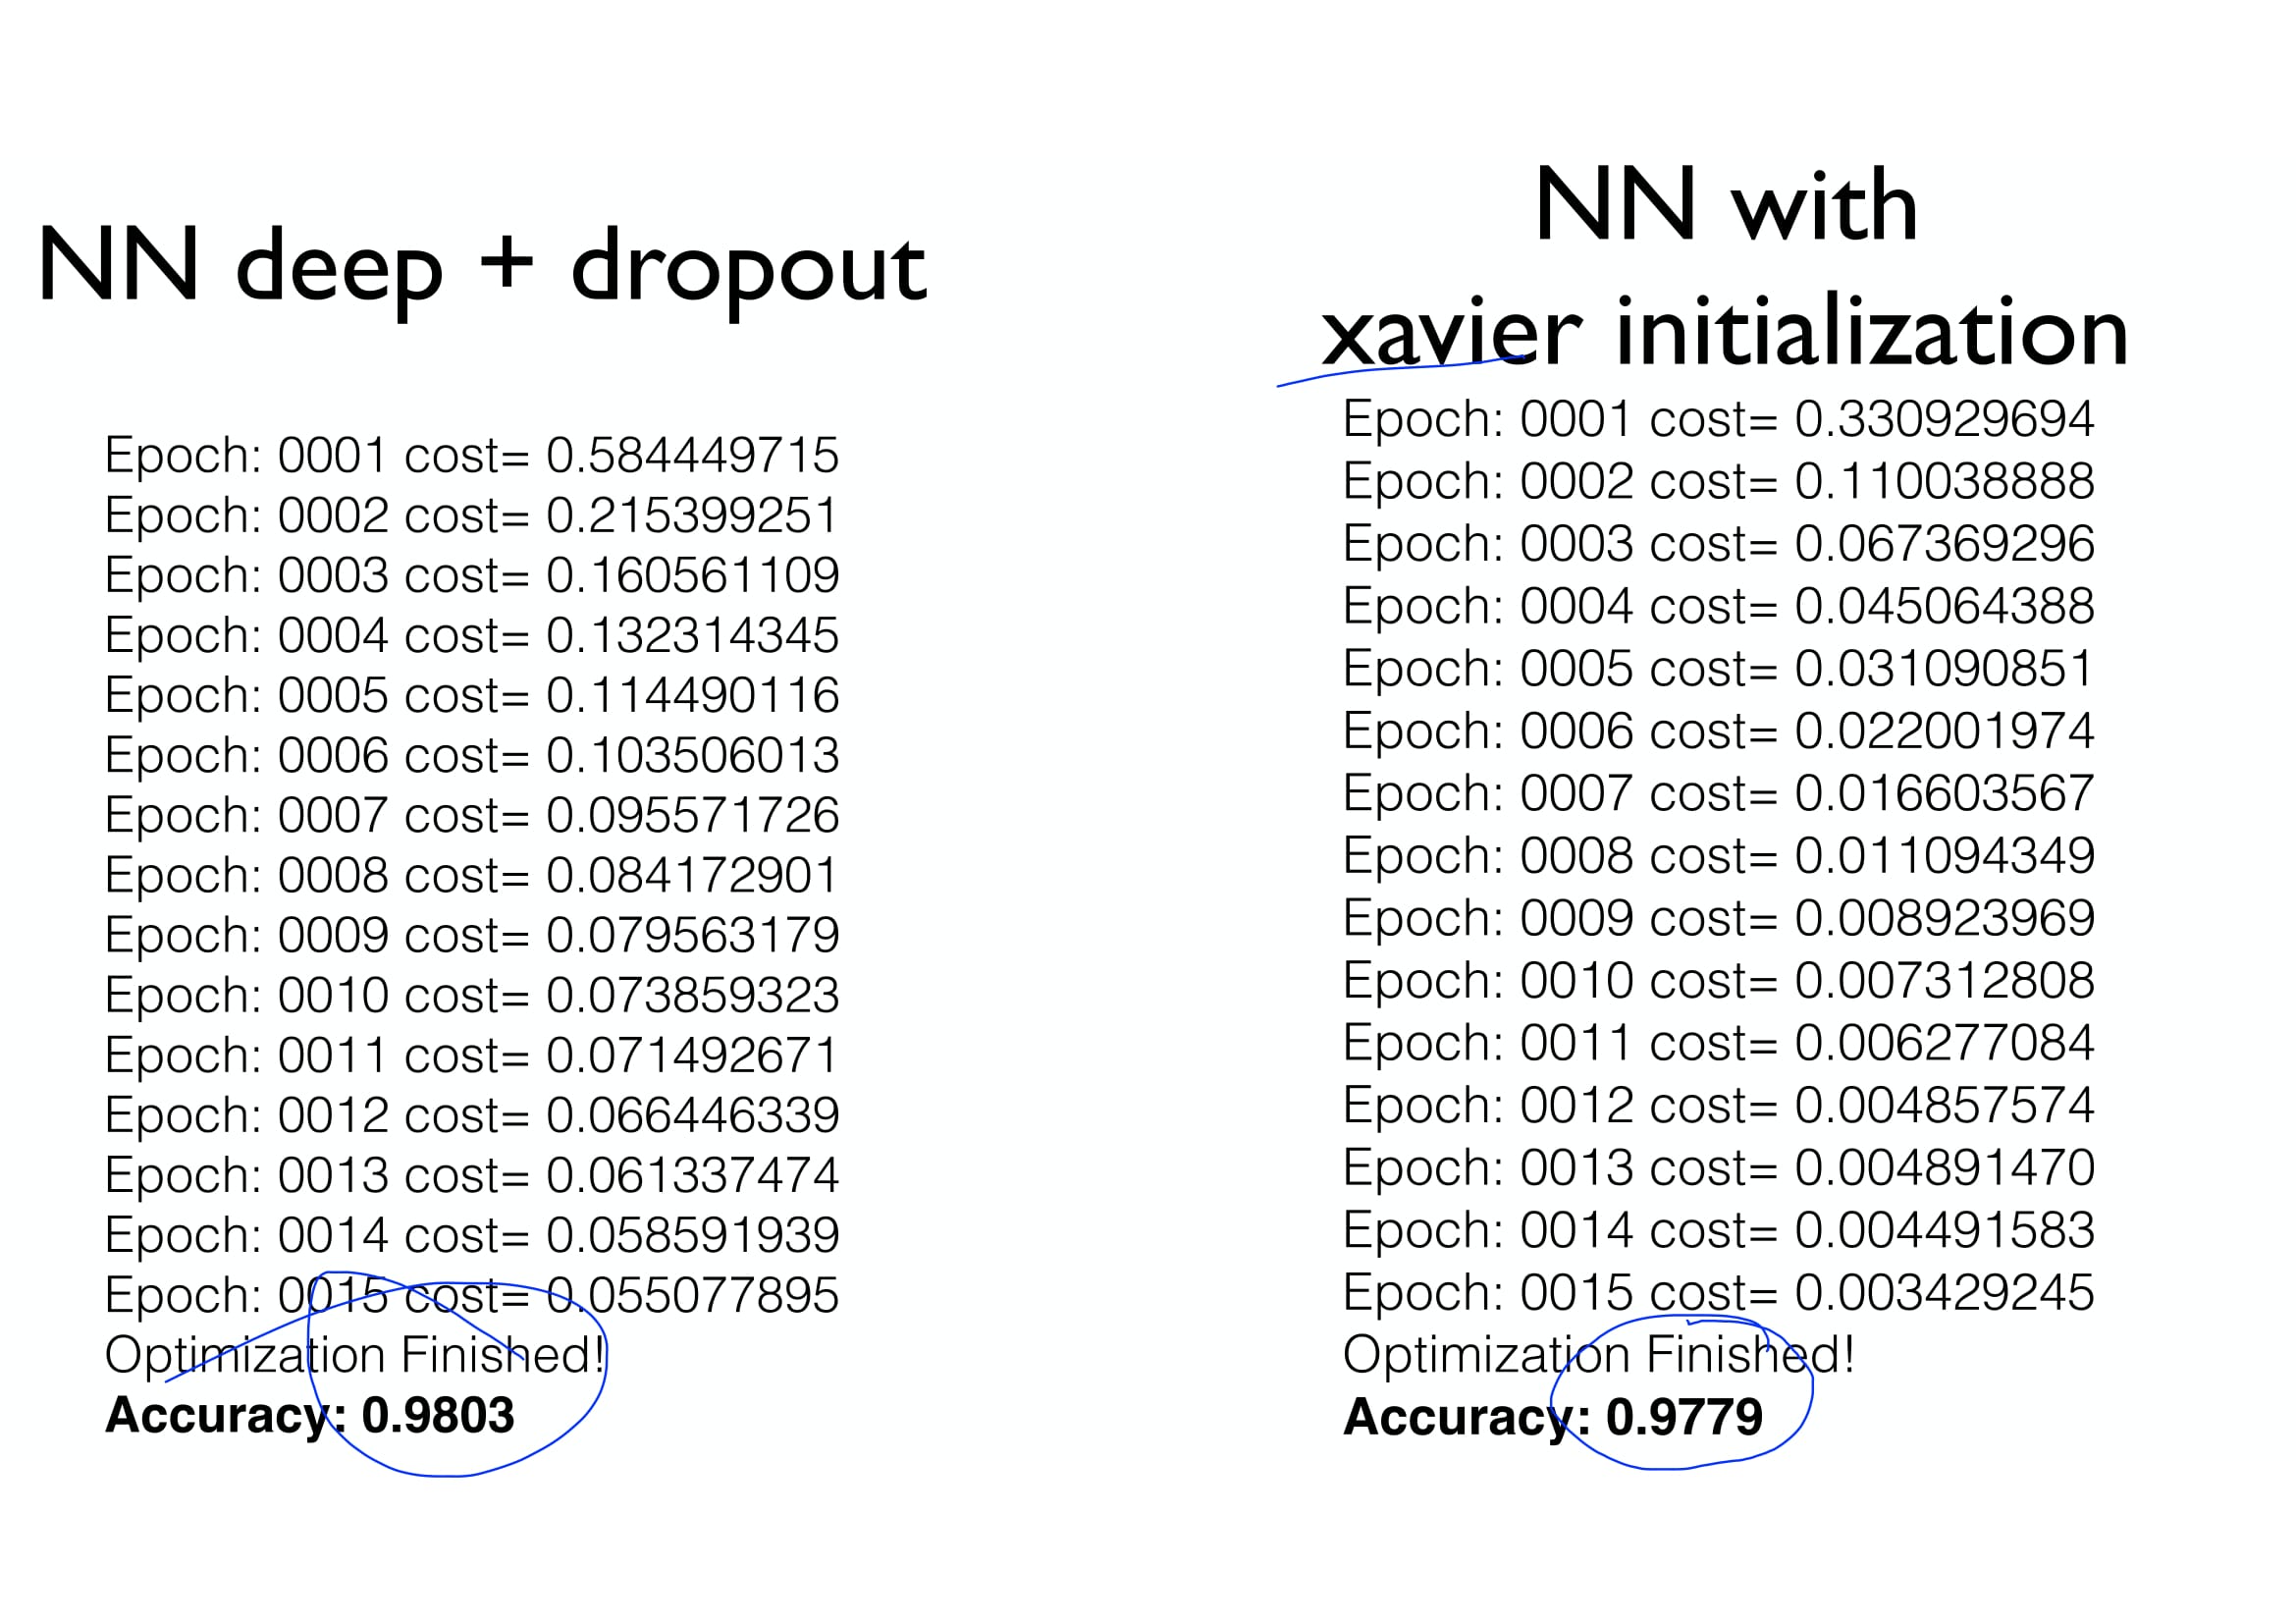 NN deep + dropout
Epoch: 0001 cost= 0.584449715
Epoch: 0002 cost= 0.215399251
Epoch: 0003 cost= 0.160561109
Epoch: 0004 cost= 0.132314345
Epoch: 0005 cost= 0.114490116
Epoch: 0006 cost= 0.103506013
Epoch: 0007 cost= 0.095571726
Epoch: 0008 cost= 0.084172901
Epoch: 0009 cost= 0.079563179
Epoch: 0010 cost= 0.073859323
Epoch: 0011 cost= 0.071492671
Epoch: 0012 cost= 0.066446339
Epoch: 0013 cost= 0.061337474
Epoch: 0014 cost= 0.058591939
Epoch: 0015 cost= 0.055077895
Optimization Finished!
Accuracy: 0.9803
NN with
xavier initialization
Epoch: 0001 cost= 0.330929694
Epoch: 0002 cost= 0.110038888
Epoch: 0003 cost= 0.067369296
Epoch: 0004 cost= 0.045064388
Epoch: 0005 cost= 0.031090851
Epoch: 0006 cost= 0.022001974
Epoch: 0007 cost= 0.016603567
Epoch: 0008 cost= 0.011094349
Epoch: 0009 cost= 0.008923969
Epoch: 0010 cost= 0.007312808
Epoch: 0011 cost= 0.006277084
Epoch: 0012 cost= 0.004857574
Epoch: 0013 cost= 0.004891470
Epoch: 0014 cost= 0.004491583
Epoch: 0015 cost= 0.003429245
Optimization Finished!
Accuracy: 0.9779